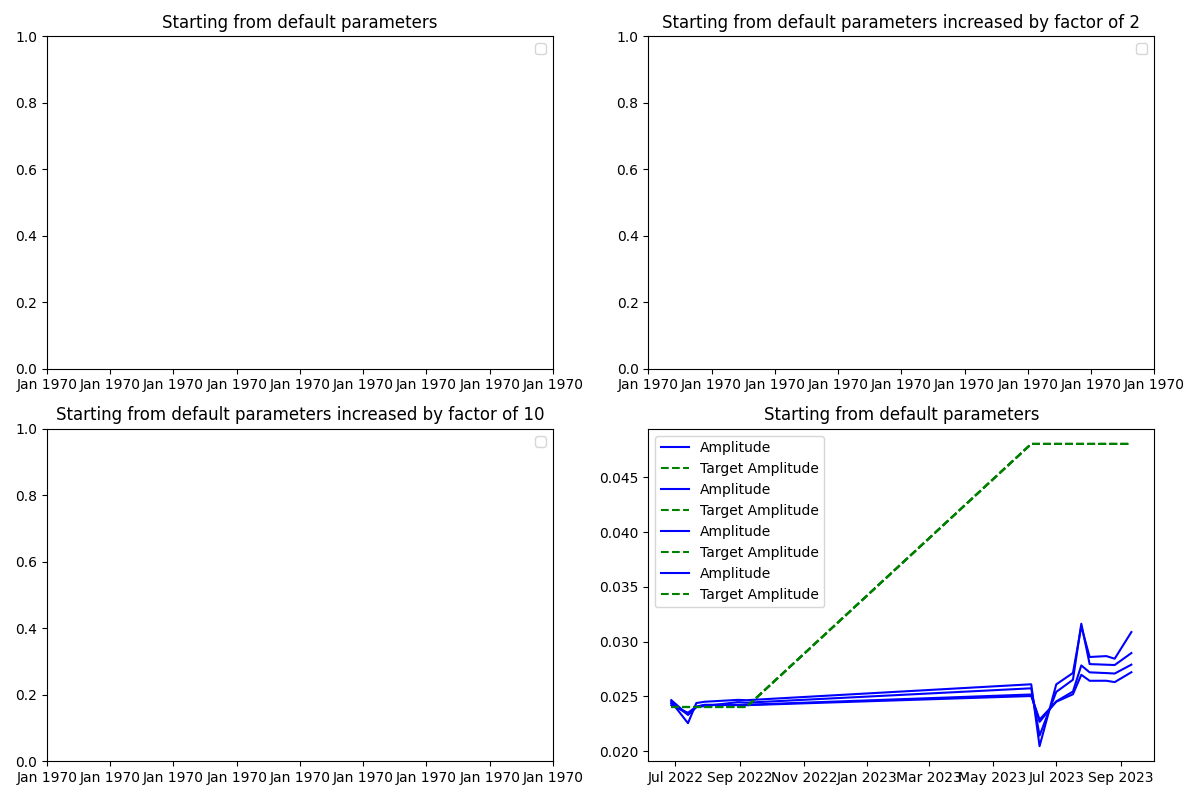 Starting from default parameters
1.0
0.8
0.6
0.4
0.2
0.0
Jan 1970 Jan 1970 Jan 1970 Jan 1970 Jan 1970 Jan 1970 Jan 1970 Jan 1970 Jan 1970
Starting from default parameters increased by factor of 2
1.0
0.8
0.6
0.4
0.2
0.0
Jan 1970 Jan 1970 Jan 1970 Jan 1970 Jan 1970 Jan 1970 Jan 1970 Jan 1970 Jan 1970
Starting from default parameters increased by factor of 10
1.0
0.8
0.6
0.4
0.2
0.0
Jan 1970 Jan 1970 Jan 1970 Jan 1970 Jan 1970 Jan 1970 Jan 1970 Jan 1970 Jan 1970
Starting from default parameters
Amplitude
Target Amplitude
Amplitude
Target Amplitude
Amplitude
Target Amplitude
Amplitude
Target Amplitude
0.045
0.040
0.035
0.030
0.025
0.020
Jul 2022 Sep 2022 Nov 2022 Jan 2023 Mar 2023 May 2023 Jul 2023 Sep 2023